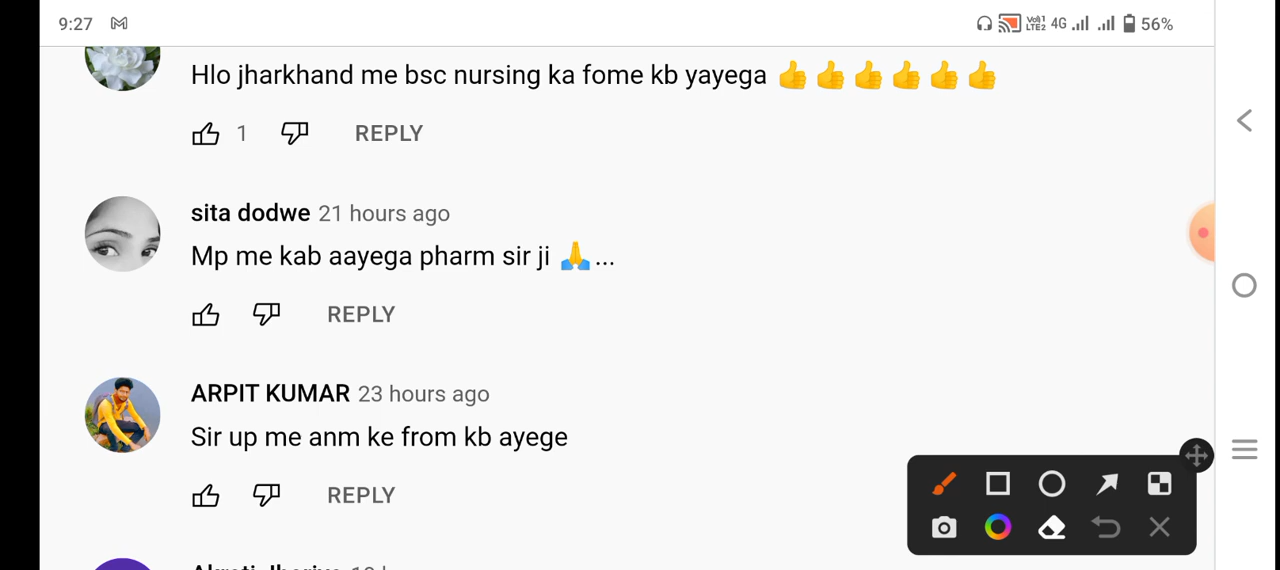 9:27 4G 56%
Hlo jharkhand me bsc nursing ka fome kb yayega 👍👍👍👍👍👍
1 REPLY
sita dodwe 21 hours ago
Mp me kab aayega pharm sir ji 🙏...
REPLY
ARPIT KUMAR 23 hours ago
Sir up me anm ke from kb ayege
REPLY